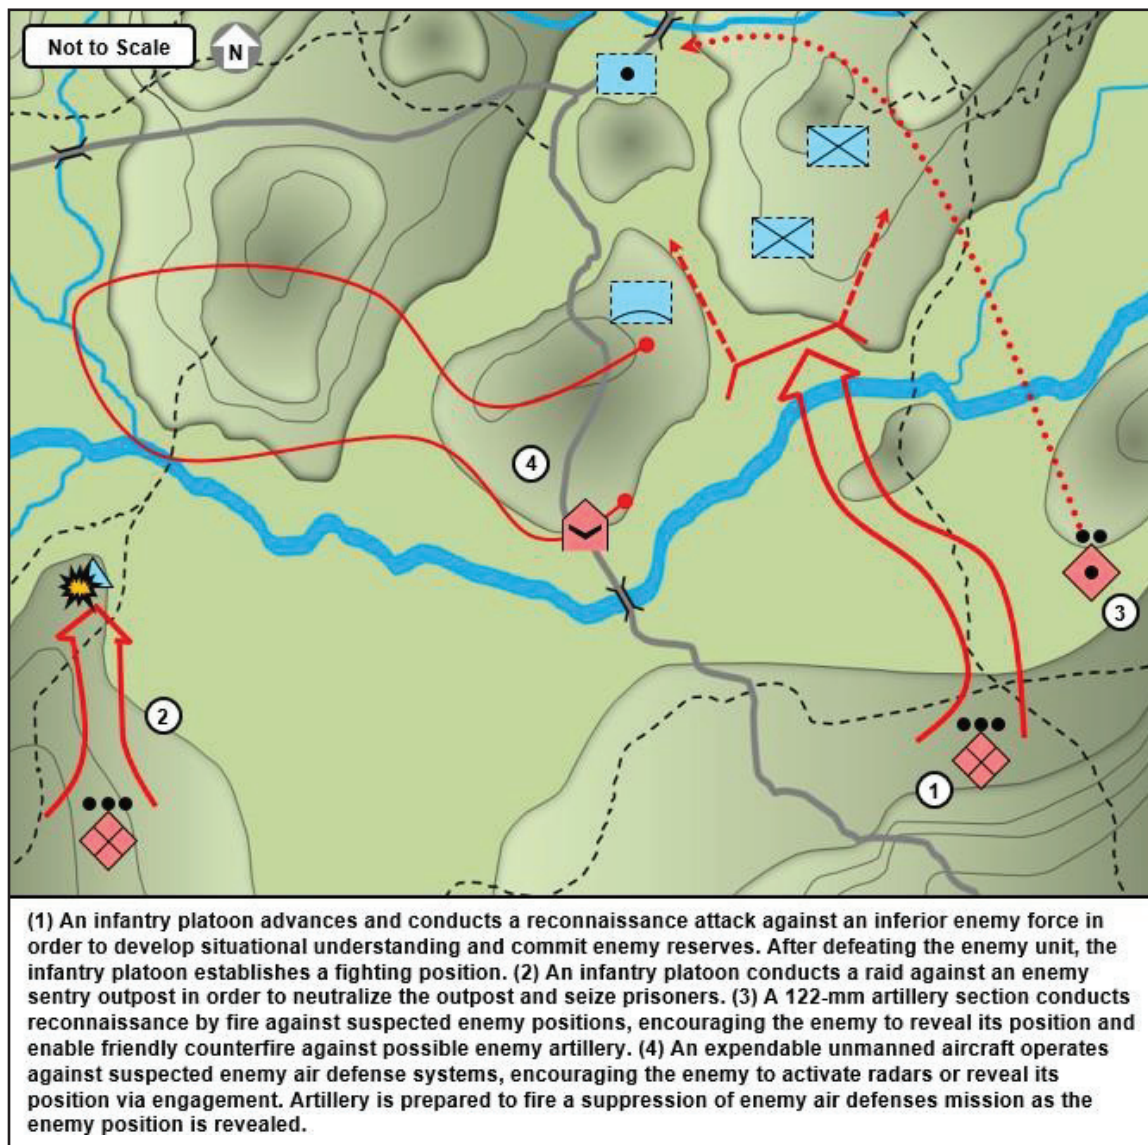 Not to Scale
N
4
3
2
1
(1) An infantry platoon advances and conducts a reconnaissance attack against an inferior enemy force in
order to develop situational understanding and commit enemy reserves. After defeating the enemy unit, the
infantry platoon establishes a fighting position. (2) An infantry platoon conducts a raid against an enemy
sentry outpost in order to neutralize the outpost and seize prisoners. (3) A 122-mm artillery section conducts
reconnaissance by fire against suspected enemy positions, encouraging the enemy to reveal its position and
enable friendly counterfire against possible enemy artillery. (4) An expendable unmanned aircraft operates
against suspected enemy air defense systems, encouraging the enemy to activate radars or reveal its
position via engagement. Artillery is prepared to fire a suppression of enemy air defenses mission as the
enemy position is revealed.